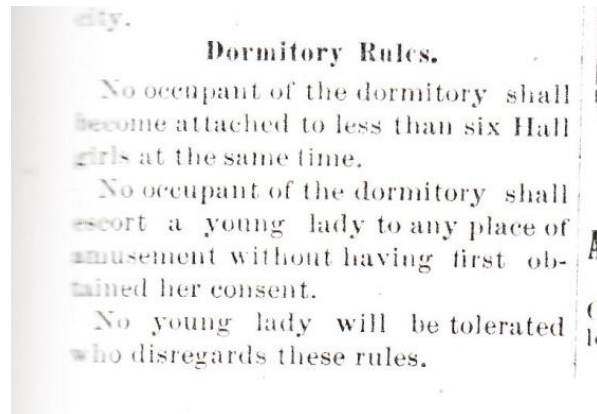 city.
Dormitory Rules.
No occupant of the dormitory shall
become attached to less than six Hall
girls at the same time.
No occupant of the dormitory shall
escort a young lady to any place of
amusement without having first ob-
tained her consent.
No young lady will be tolerated
who disregards these rules.